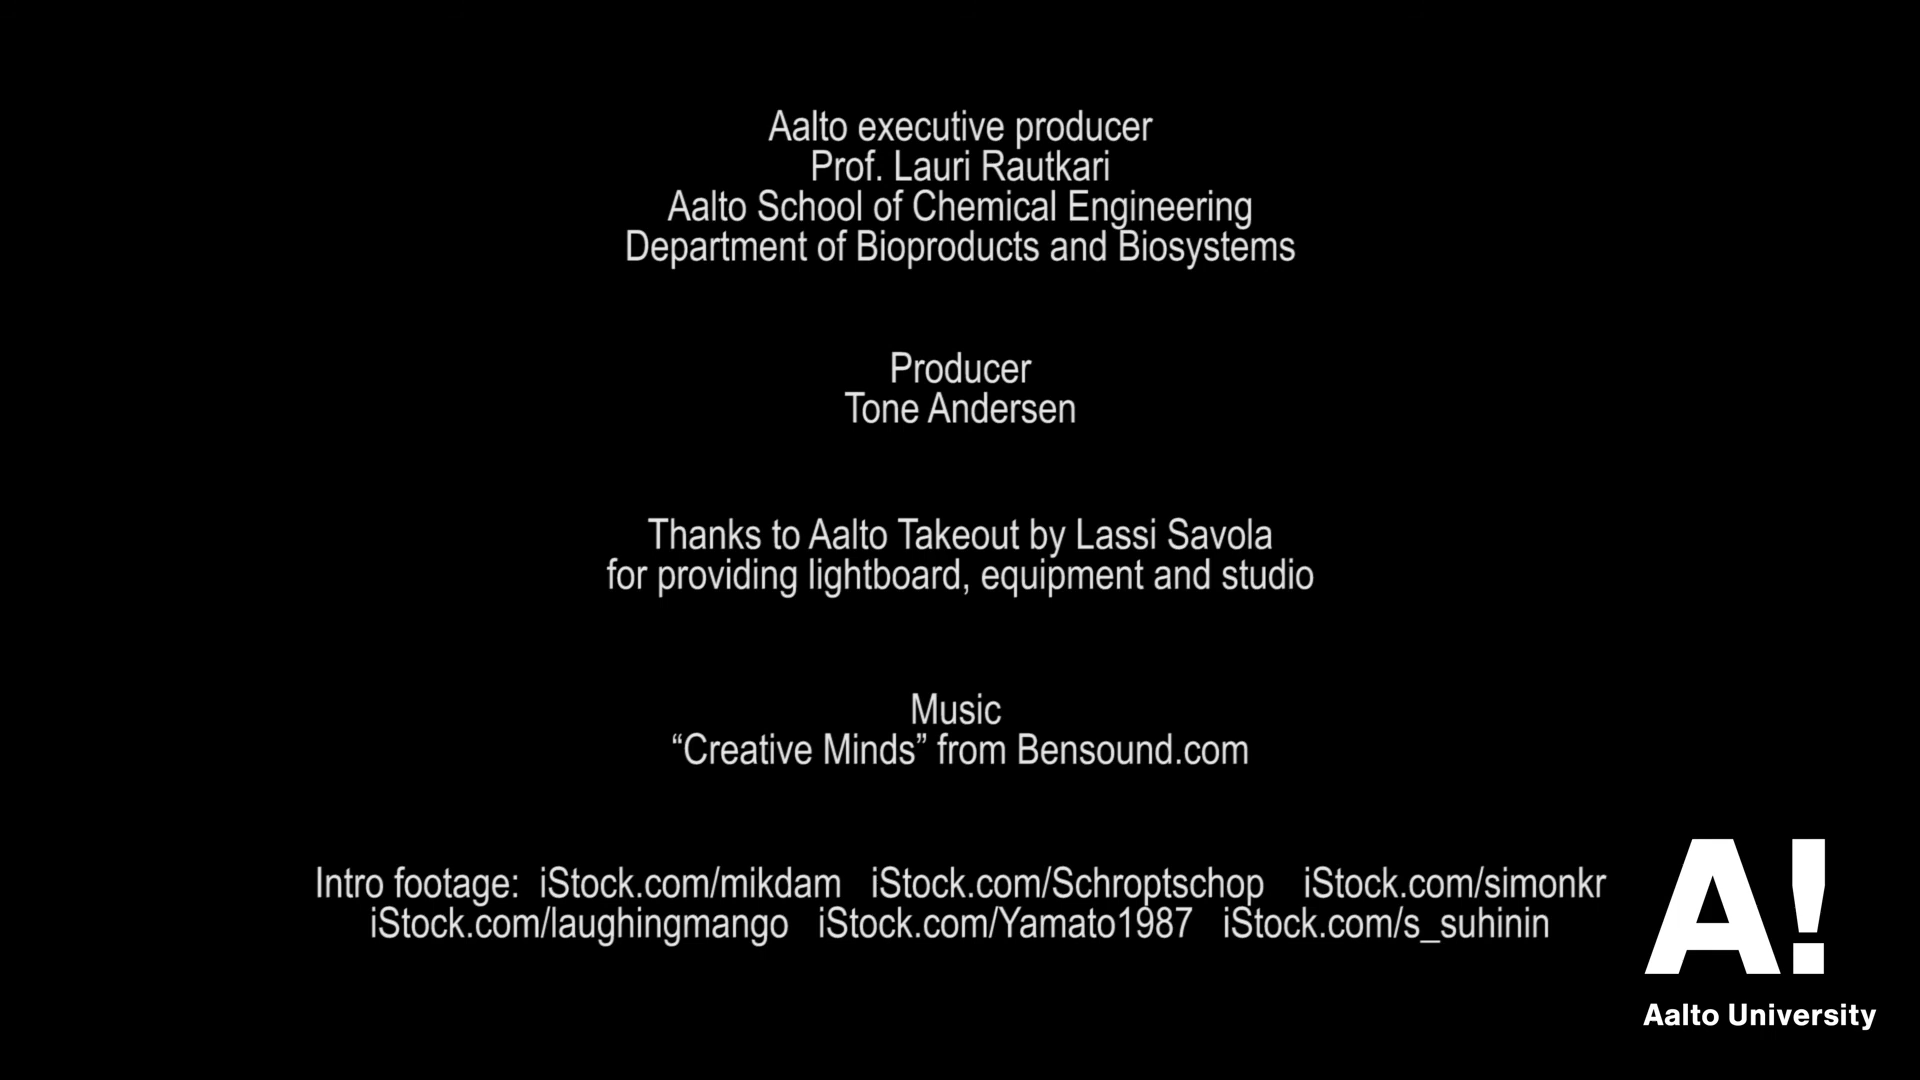 Aalto executive producer
Prof. Lauri Rautkari
Aalto School of Chemical Engineering
Department of Bioproducts and Biosystems
Producer
Tone Andersen
Thanks to Aalto Takeout by Lassi Savola
for providing lightboard, equipment and studio
Music
“Creative Minds” from Bensound.com
Intro footage: iStock.com/mikdam iStock.com/Schroptschop iStock.com/simonkr
iStock.com/laughingmango iStock.com/Yamato1987 iStock.com/s_suhinin
A!
Aalto University